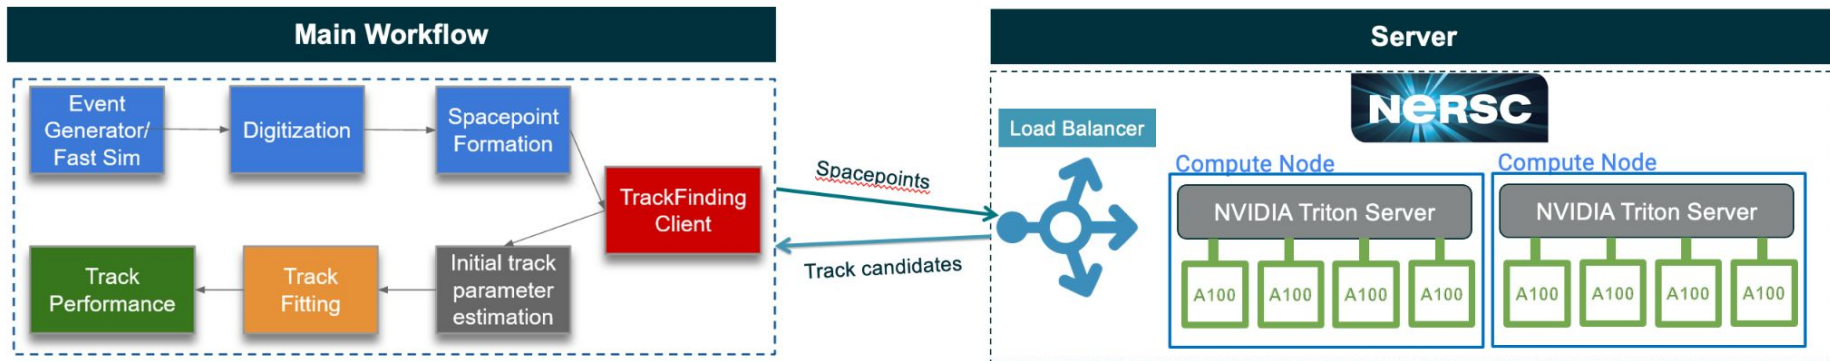 Main Workflow
Event
Generator/
Fast Sim
Digitization
Spacepoint
Formation
TrackFinding
Client
Initial track
parameter
estimation
Track
Fitting
Track
Performance
Spacepoints
Track candidates
Server
NERSC
Load Balancer
Compute Node
NVIDIA Triton Server
A100 A100 A100 A100
Compute Node
NVIDIA Triton Server
A100 A100 A100 A100